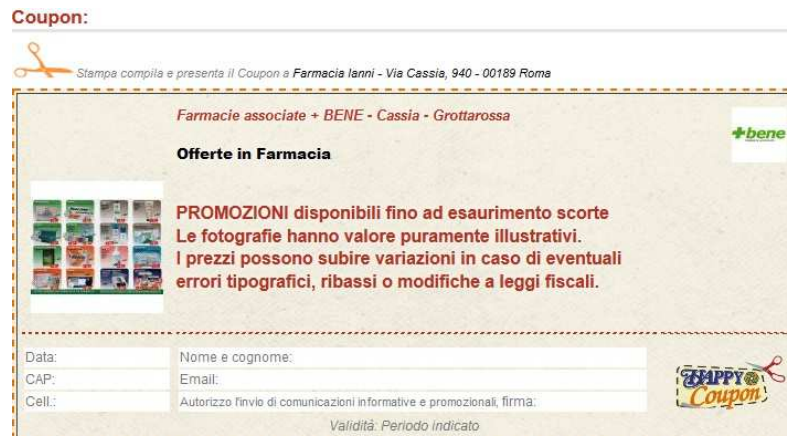 Coupon:
Stampa compila e presenta il Coupon a Farmacia Ianni - Via Cassia, 940 - 00189 Roma
Farmacie associate + BENE - Cassia - Grottarossa
+bene
Offerte in Farmacia
PROMOZIONI disponibili fino ad esaurimento scorte
Le fotografie hanno valore puramente illustrativi.
I prezzi possono subire variazioni in caso di eventuali
errori tipografici, ribassi o modifiche a leggi fiscali.
Data:
Nome e cognome:
CAP:
Email:
Cell.:
Autorizzo l'invio di comunicazioni informative e promozionali, firma:
HAPPY
Coupon
Validità: Periodo indicato